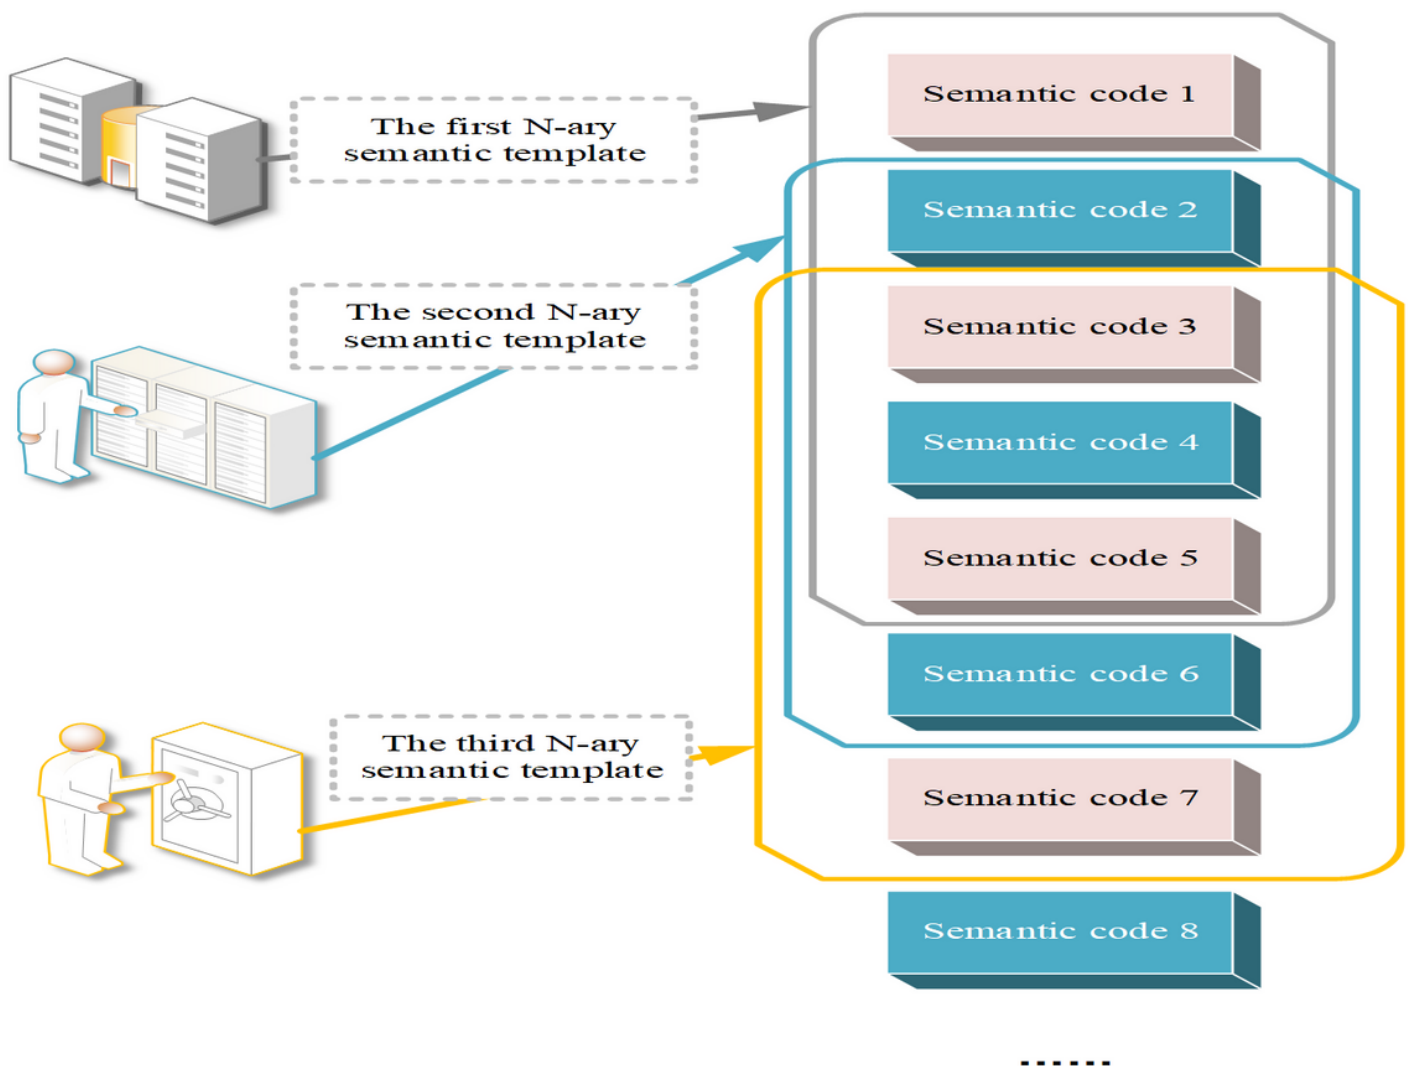 The first N-ary
semantic template
The second N-ary
semantic template
The third N-ary
semantic template
Semantic code 1
Semantic code 2
Semantic code 3
Semantic code 4
Semantic code 5
Semantic code 6
Semantic code 7
Semantic code 8
------